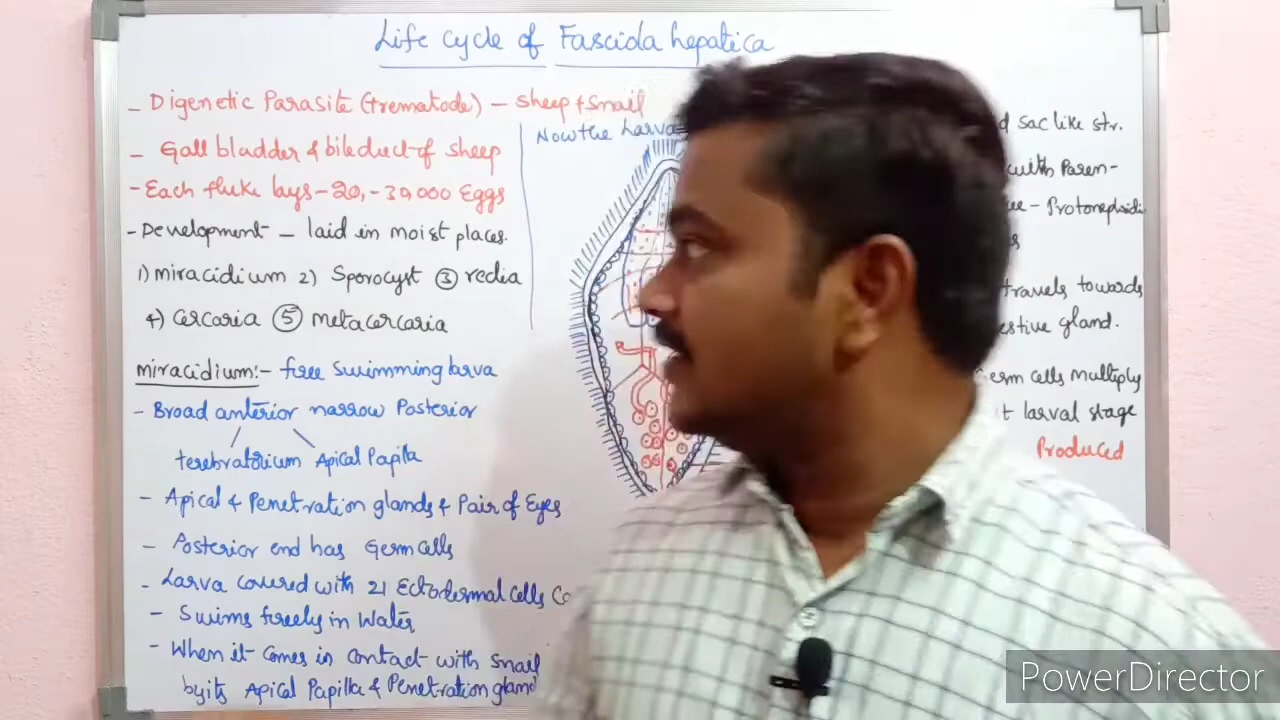 Life cycle of Fasciola hepatica
- Digenetic Parasite (trematode) - Sheep & Snail
- Gall bladder & bile duct of sheep
- Each fluke lays - 20, - 30,000 Eggs
- Development - laid in moist places.
1) miracidium 2) Sporocyst ③ redia
4) Cercaria ⑤ metacercaria
miracidium:- free swimming larva
- Broad anterior narrow Posterior
terebratorium Apical Papilla
- Apical & Penetration glands & Pair of Eyes
- Posterior end has Germ cells
- Larva covered with 21 Ectodermal cells
- Swims freely in Water
- When it comes in contact with snail
by its Apical Papilla & Penetration gland
Now the Larva
sac like str.
with Paren-
- Protonephridi
travels towards
gland.
Germ cells multiply
larval stage
Produced
PowerDirector